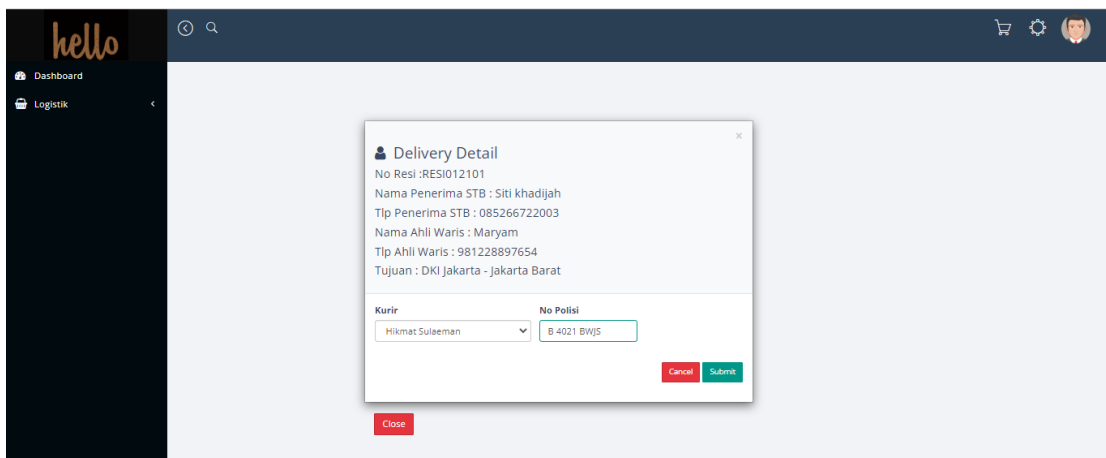 hello
Dashboard
Logistik
×
Delivery Detail
No Resi :RESI012101
Nama Penerima STB : Siti khadijah
Tlp Penerima STB : 085266722003
Nama Ahli Waris : Maryam
Tlp Ahli Waris : 981228897654
Tujuan : DKI Jakarta - Jakarta Barat
Kurir No Polisi
Hikmat Sulaeman B 4021 BWJS
Cancel Submit
Close